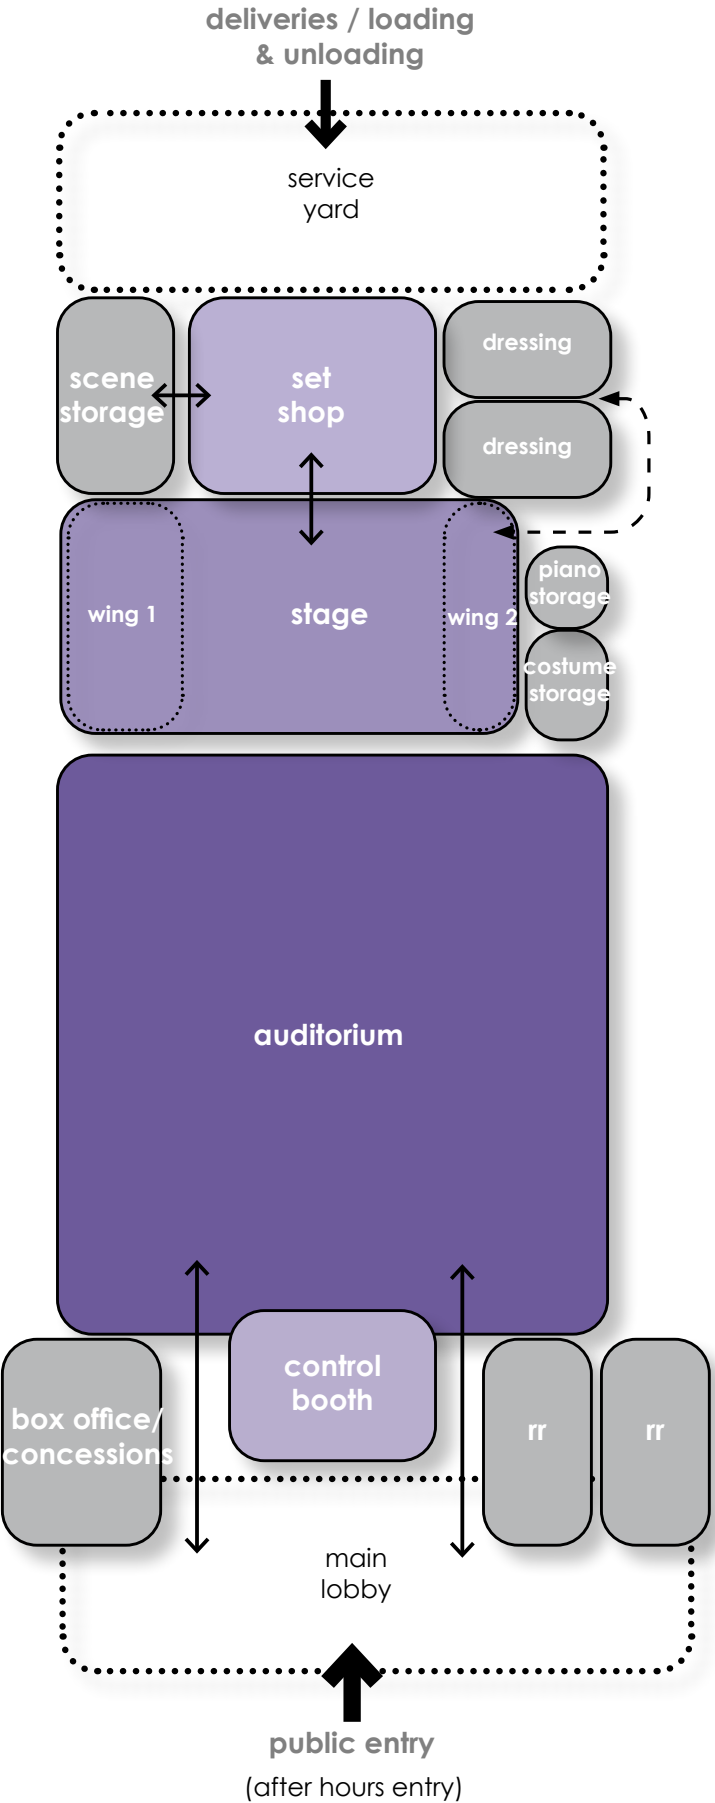 deliveries / loading
& unloading
service
yard
scene
storage
set
shop
dressing
dressing
wing 1
stage
wing 2
piano
storage
costume
storage
auditorium
control
booth
box office/
concessions
rr
rr
main
lobby
public entry
(after hours entry)